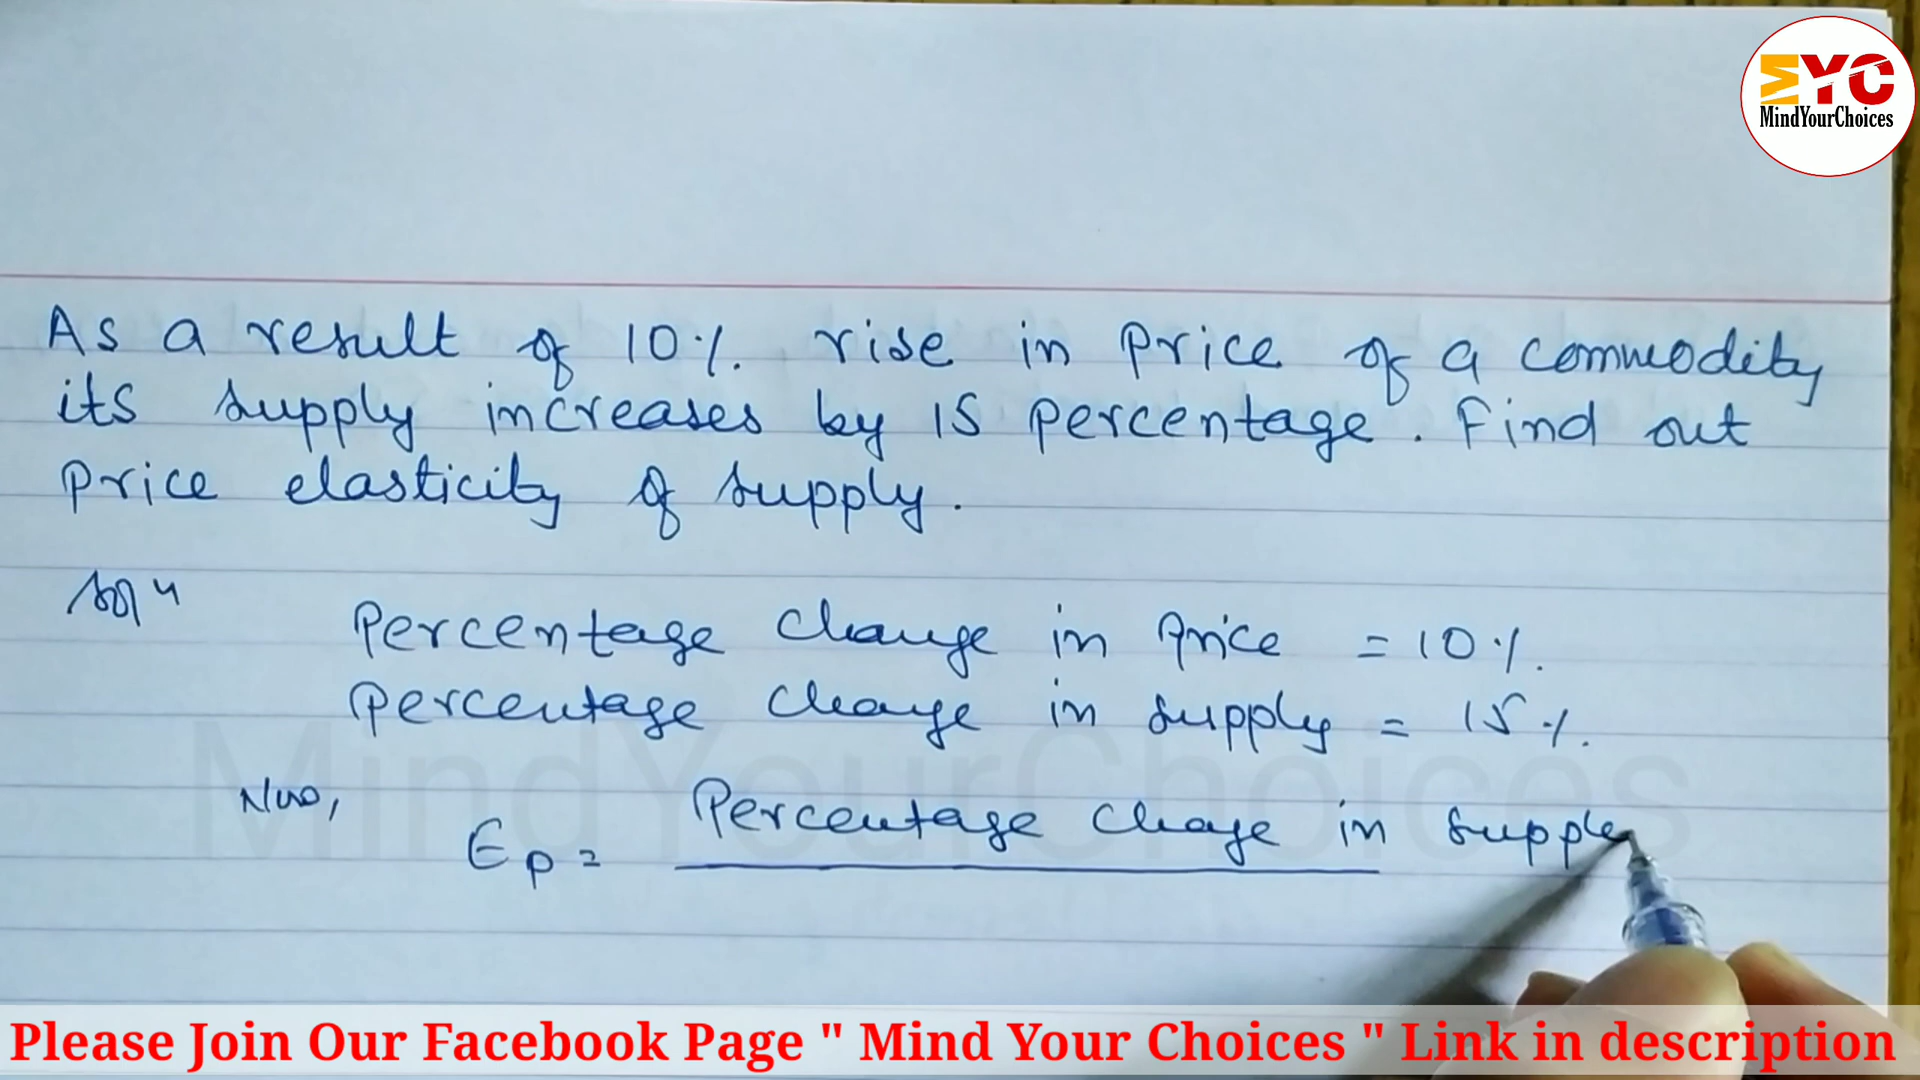 MYC
MindYourChoices
As a result of 10%. rise in price of a commodity
its supply increases by 15 percentage. Find out
price elasticity of supply.
Sol n
Percentage change in price = 10%.
Percentage change in supply = 15%.
Now,
Percentage change in supply
Ep =
MindYourChoices
Please Join Our Facebook Page " Mind Your Choices " Link in description